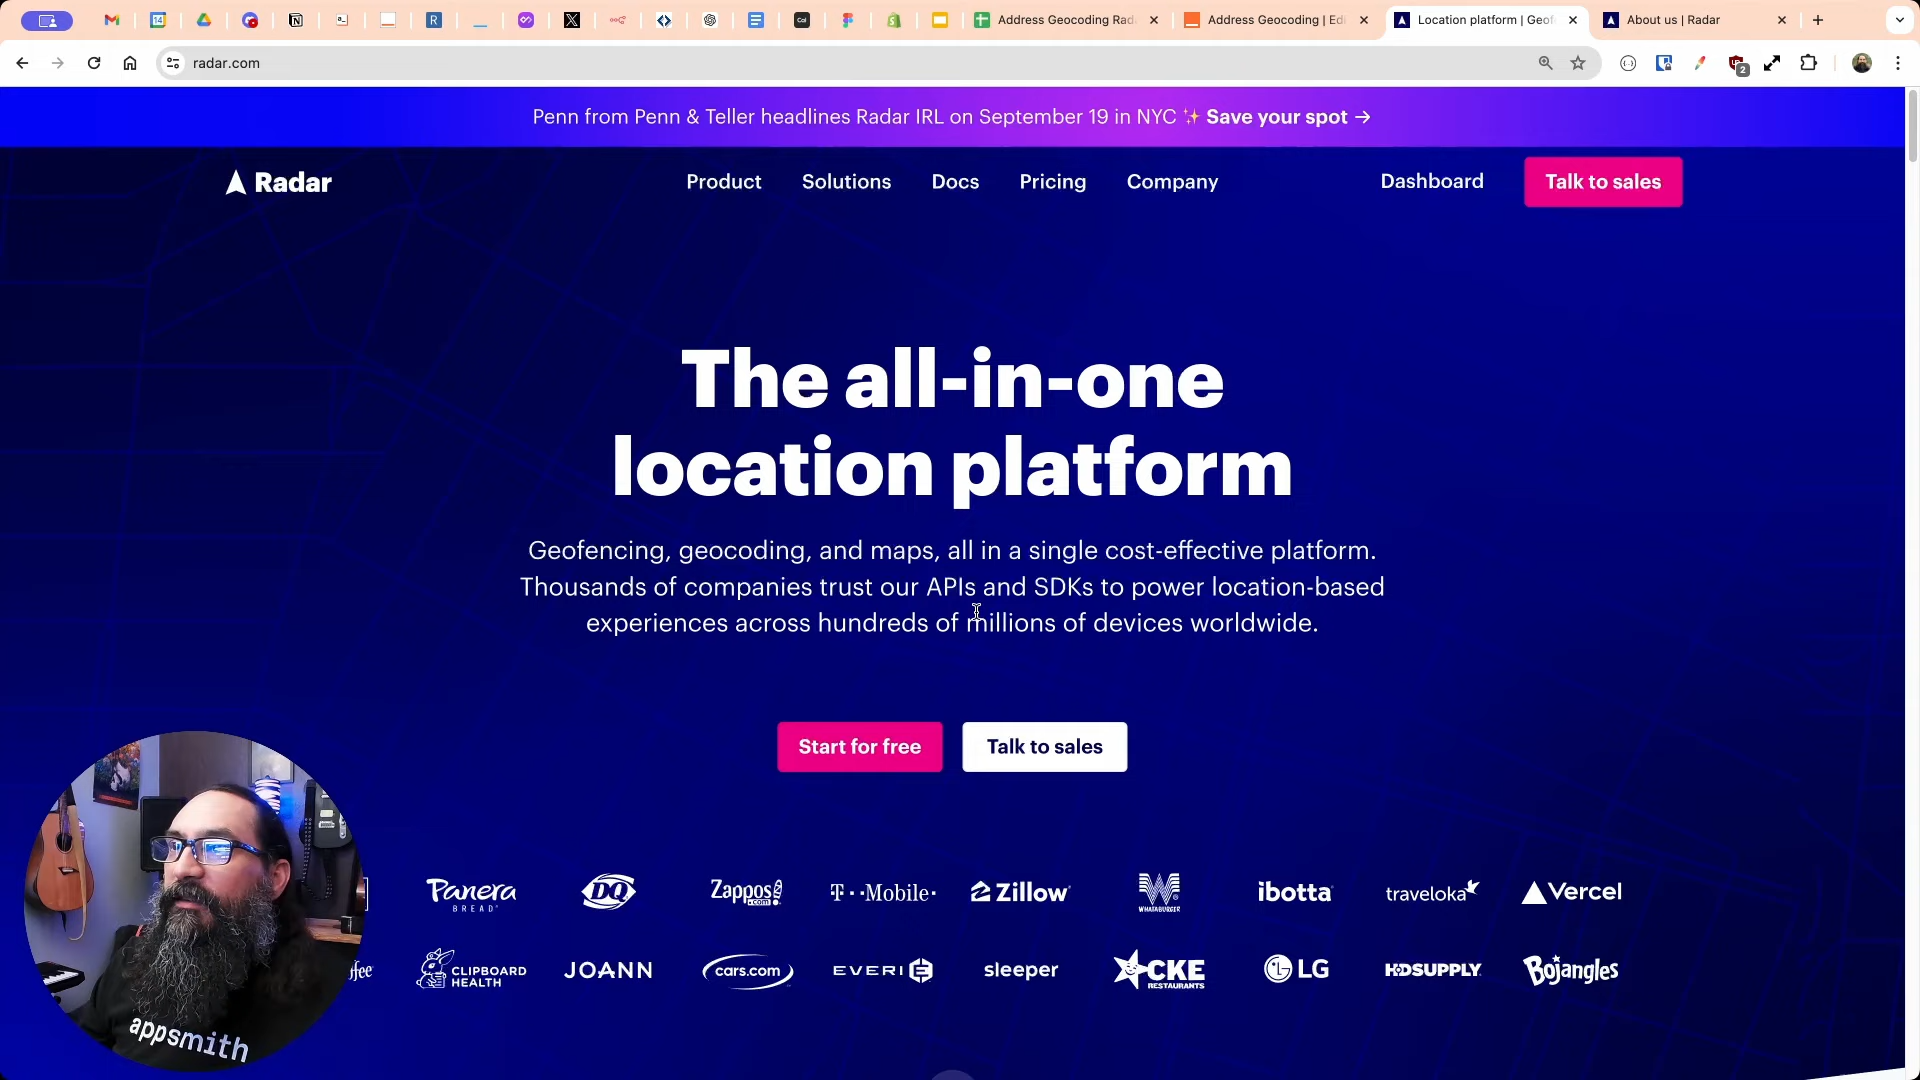 Address Geocoding Rad
Address Geocoding | Edi
Location platform | Geof
About us | Radar
radar.com
2
Penn from Penn & Teller headlines Radar IRL on September 19 in NYC ✨ Save your spot →
Radar
Product
Solutions
Docs
Pricing
Company
Dashboard
Talk to sales
The all-in-one
location platform
Geofencing, geocoding, and maps, all in a single cost-effective platform.
Thousands of companies trust our APIs and SDKs to power location-based
experiences across hundreds of millions of devices worldwide.
Start for free
Talk to sales
Panera
BREAD
DQ
Zappos
.com
T··Mobile·
Zillow
WHATABURGER
ibotta
traveloka
Vercel
ffee
CLIPBOARD
HEALTH
JOANN
cars.com
EVERI
sleeper
CKE
RESTAURANTS
LG
HDSUPPLY
Bojangles
appsmith